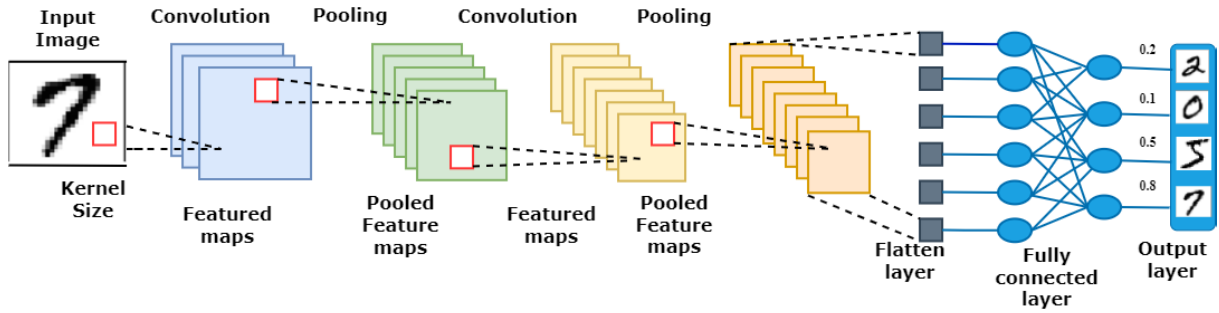 Input
Image
Convolution
Pooling
Convolution
Pooling
7
Kernel
Size
Featured
maps
Pooled
Feature
maps
Featured
maps
Pooled
Feature
maps
Flatten
layer
Fully
connected
layer
Output
layer
0.2
2
0.1
0
0.5
5
0.8
7